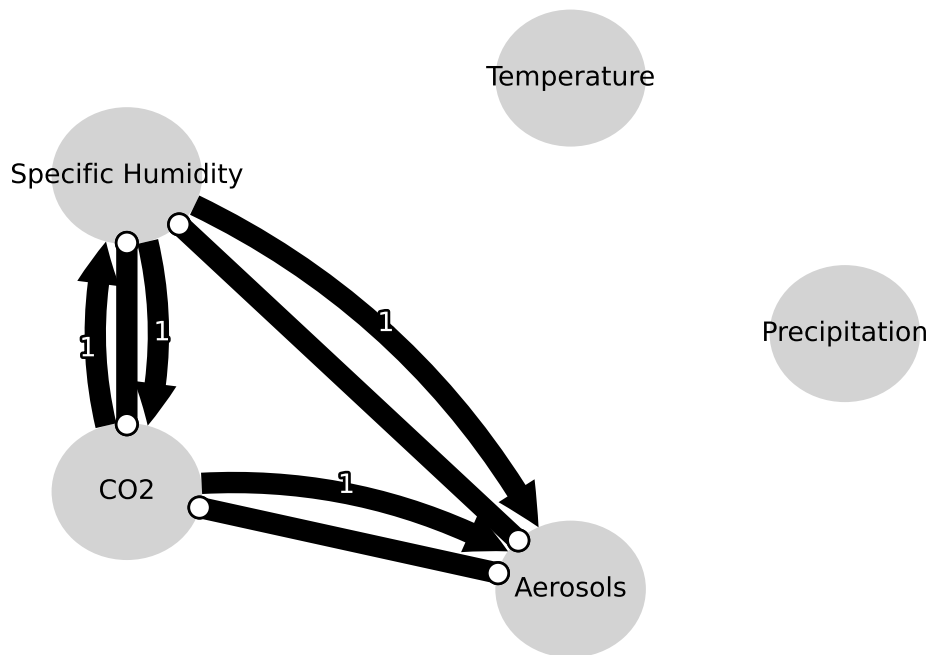 Temperature
Specific Humidity
1
1
1
Precipitation
1
CO2
Aerosols